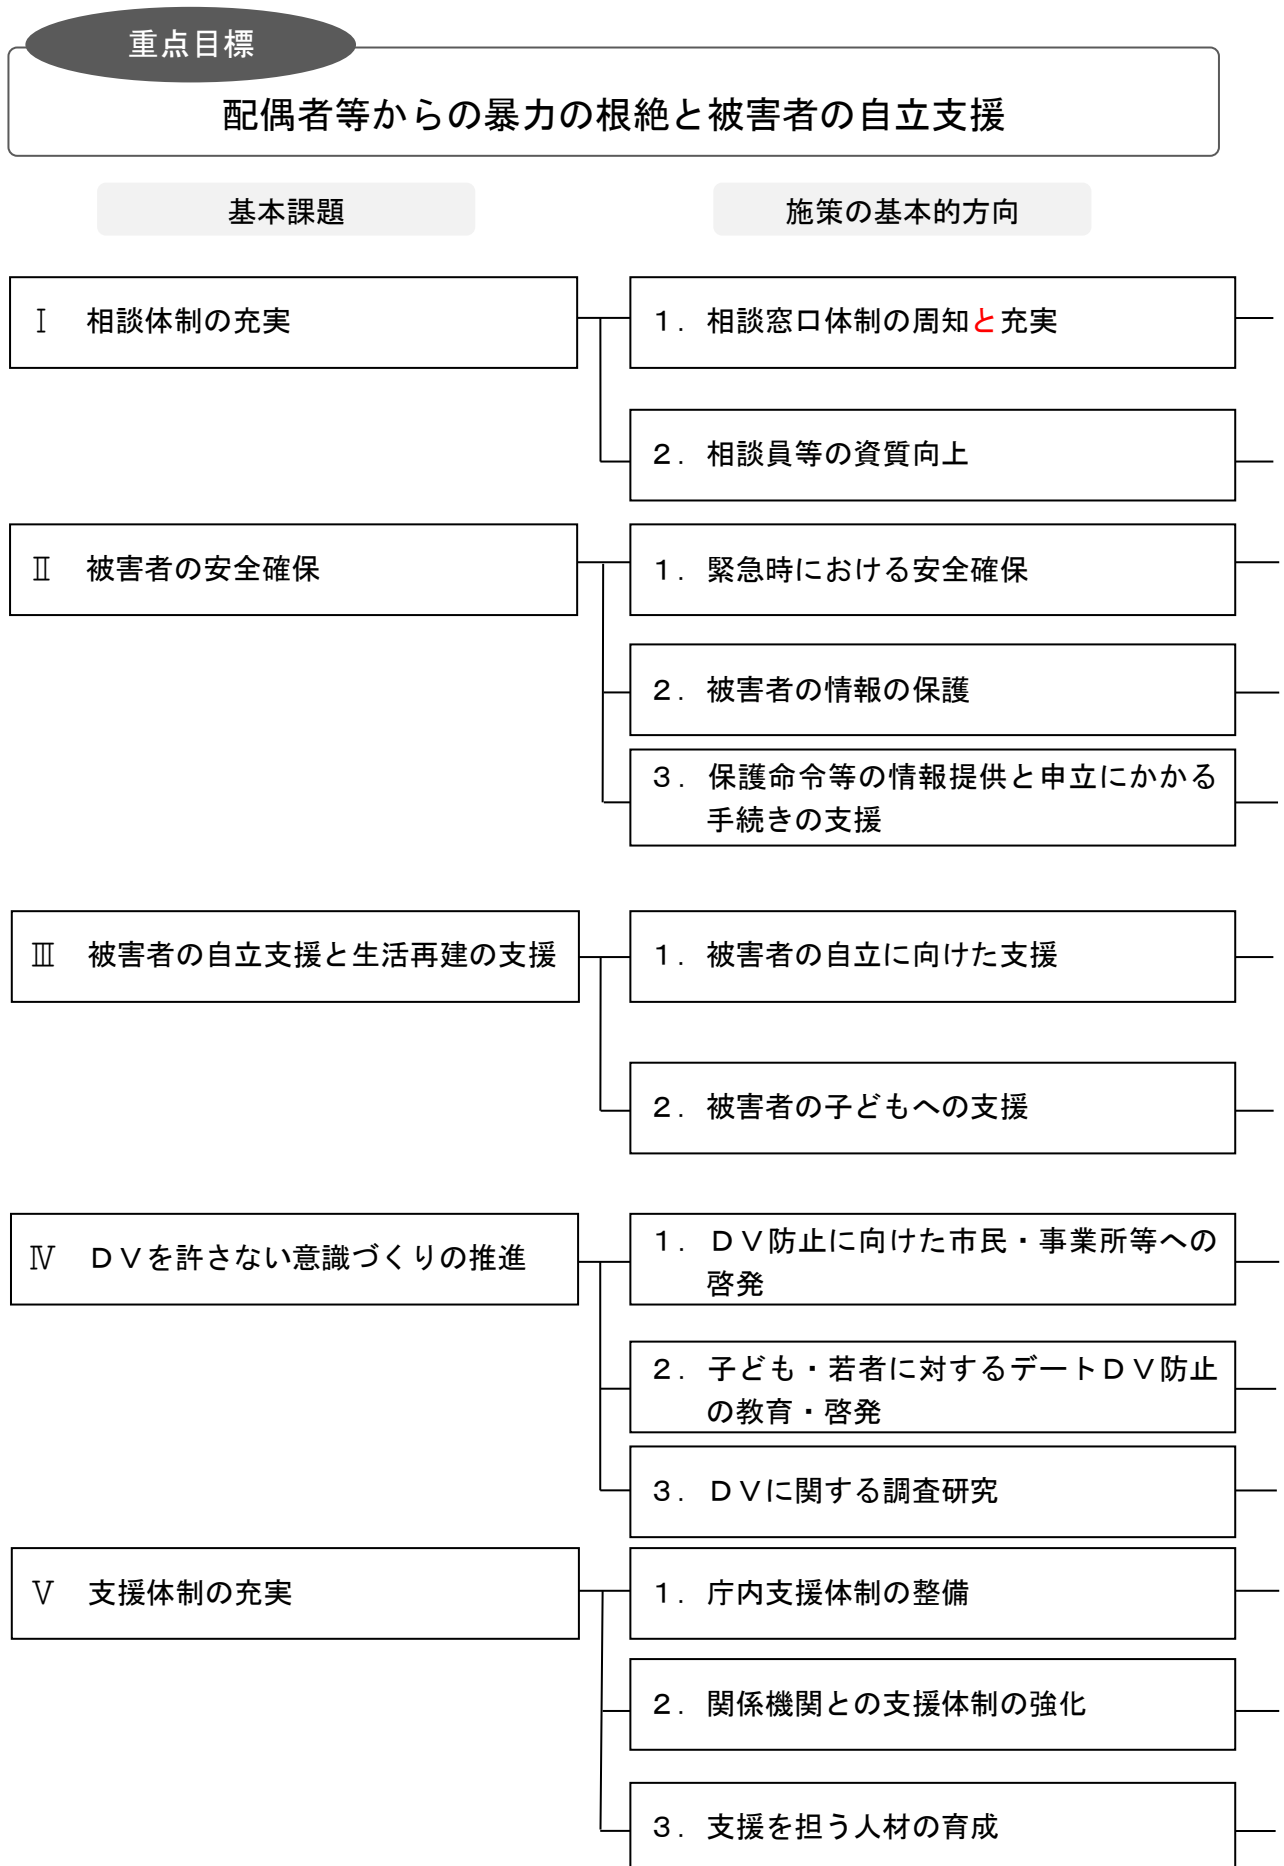 重点目標
配偶者等からの暴力の根絶と被害者の自立支援
基本課題
施策の基本的方向
Ⅰ 相談体制の充実
１．相談窓口体制の周知と充実
２．相談員等の資質向上
Ⅱ 被害者の安全確保
１．緊急時における安全確保
２．被害者の情報の保護
３．保護命令等の情報提供と申立にかかる
手続きの支援
Ⅲ 被害者の自立支援と生活再建の支援
１．被害者の自立に向けた支援
２．被害者の子どもへの支援
Ⅳ ＤＶを許さない意識づくりの推進
１．ＤＶ防止に向けた市民・事業所等への
啓発
２．子ども・若者に対するデートＤＶ防止
の教育・啓発
３．ＤＶに関する調査研究
Ⅴ 支援体制の充実
１．庁内支援体制の整備
２．関係機関との支援体制の強化
３．支援を担う人材の育成